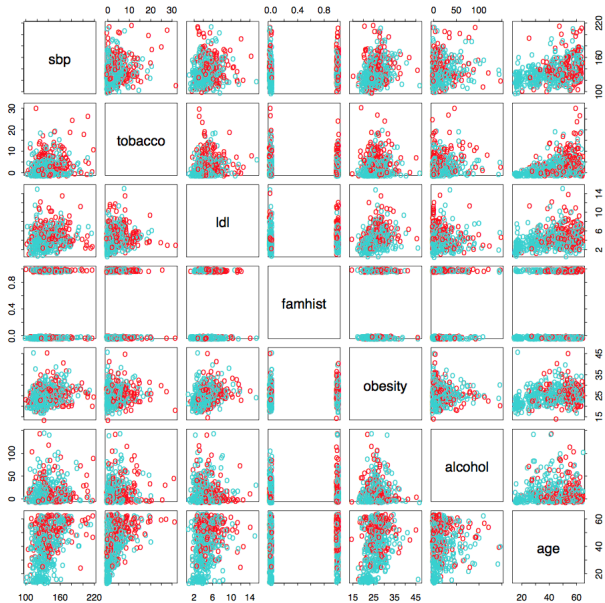 0 10 20 30
0.0 0.4 0.8
0 50 100
sbp
100 160 220
0 10 20 30
tobacco
ldl
2 6 10 14
0.0 0.4 0.8
famhist
obesity
15 25 35 45
0 50 100
alcohol
age
20 40 60
100 160 220
2 6 10 14
15 25 35 45
20 40 60